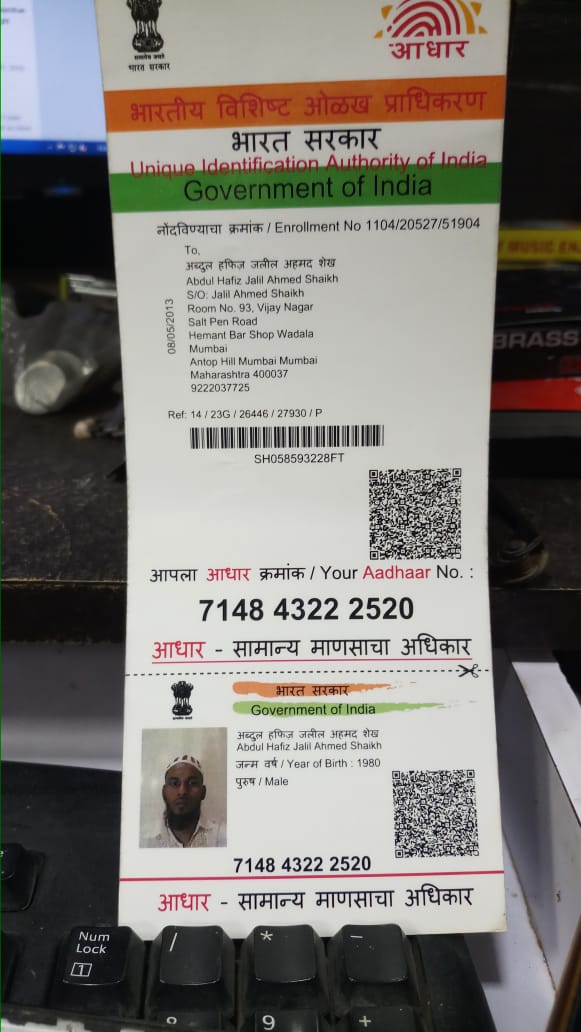 भारत सरकार
आधार
भारतीय विशिष्ट ओळख प्राधिकरण
भारत सरकार
Unique Identification Authority of India
Government of India
नोंदविण्याचा क्रमांक / Enrollment No 1104/20527/51904
To,
अब्दुल हफिज़ जलील अहमद शेख
Abdul Hafiz Jalil Ahmed Shaikh
S/O: Jalil Ahmed Shaikh
Room No. 93, Vijay Nagar
Salt Pen Road
Hemant Bar Shop Wadala
Mumbai
Antop Hill Mumbai Mumbai
Maharashtra 400037
9222037725
08/05/2013
Ref: 14 / 23G / 26446 / 27930 / P
SH058593228FT
आपला आधार क्रमांक / Your Aadhaar No. :
7148 4322 2520
आधार - सामान्य माणसाचा अधिकार
भारत सरकार
Government of India
अब्दुल हफिज़ जलील अहमद शेख
Abdul Hafiz Jalil Ahmed Shaikh
जन्म वर्ष / Year of Birth : 1980
पुरुष / Male
7148 4322 2520
आधार - सामान्य माणसाचा अधिकार
MUSIC EN
BRASS
Num
Lock
1
/
*
-
9
+